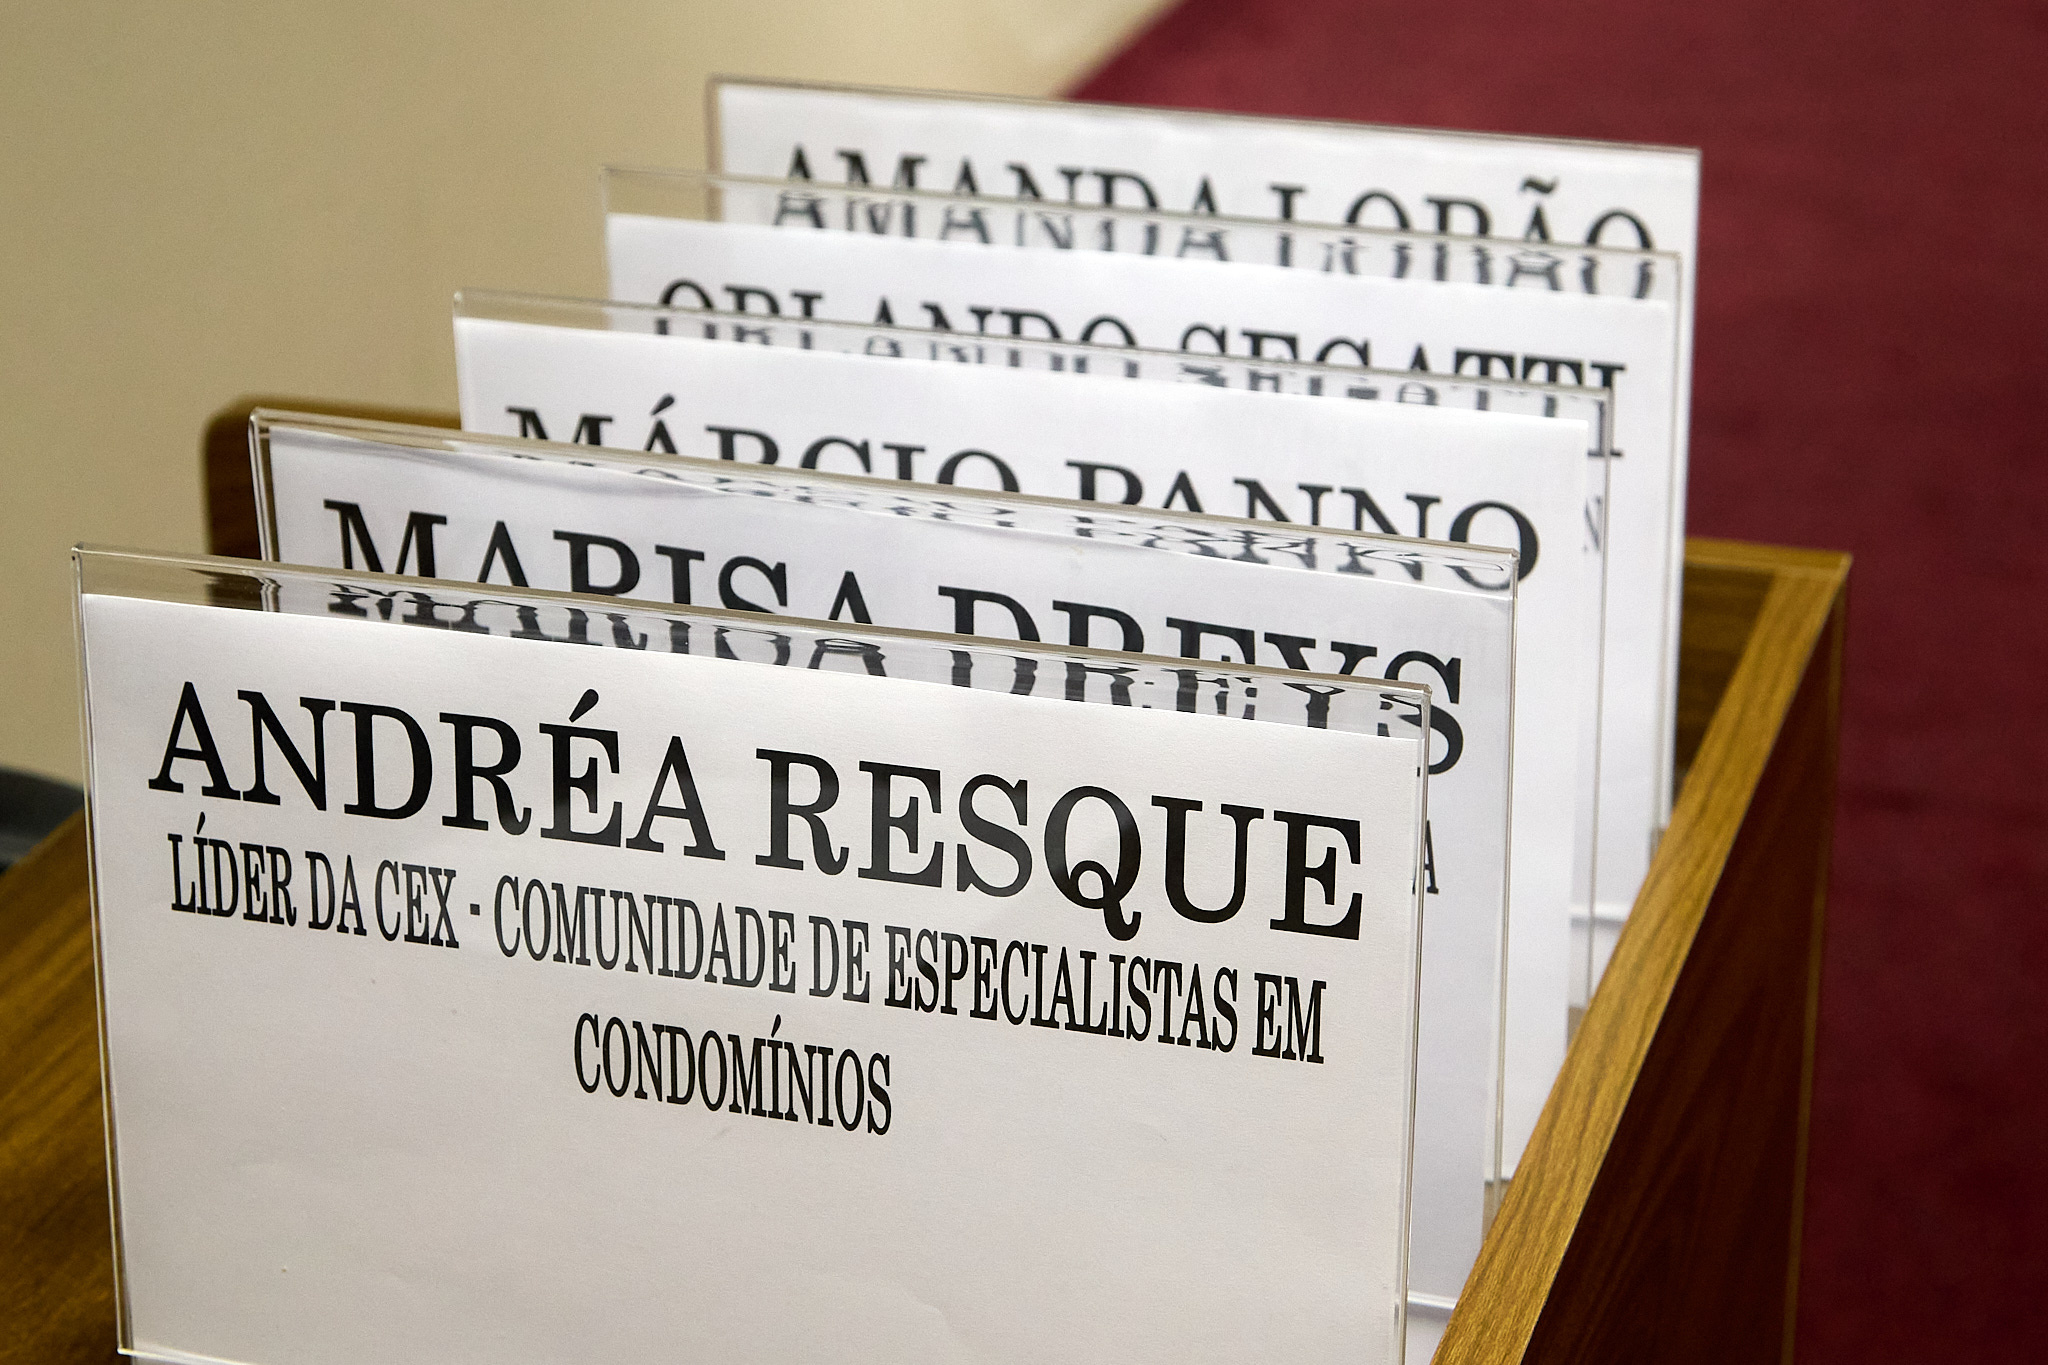 AMANDA LOBÃO
ORLANDO SEGATTI
MÁRCIO PANNO
MARISA DREYS
ANDRÉA RESQUE
LÍDER DA CEX - COMUNIDADE DE ESPECIALISTAS EM
CONDOMÍNIOS